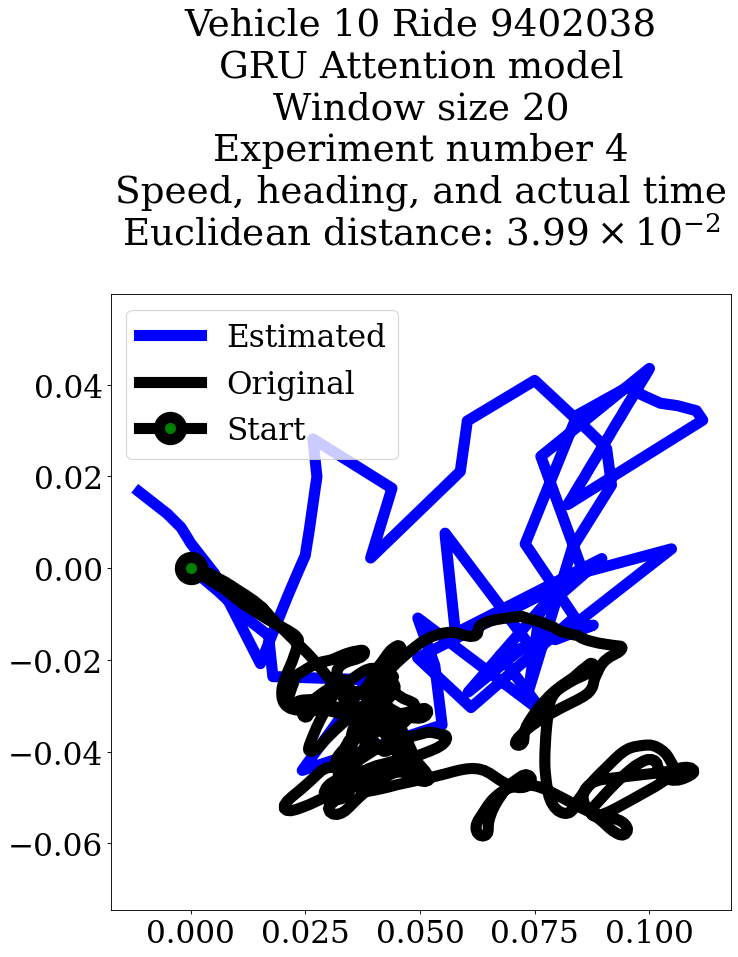 Vehicle 10 Ride 9402038
GRU Attention model
Window size 20
Experiment number 4
Speed, heading, and actual time
Euclidean distance: 3.99 × 10⁻²
Estimated
Original
Start
0.04
0.02
0.00
−0.02
−0.04
−0.06
0.000 0.025 0.050 0.075 0.100